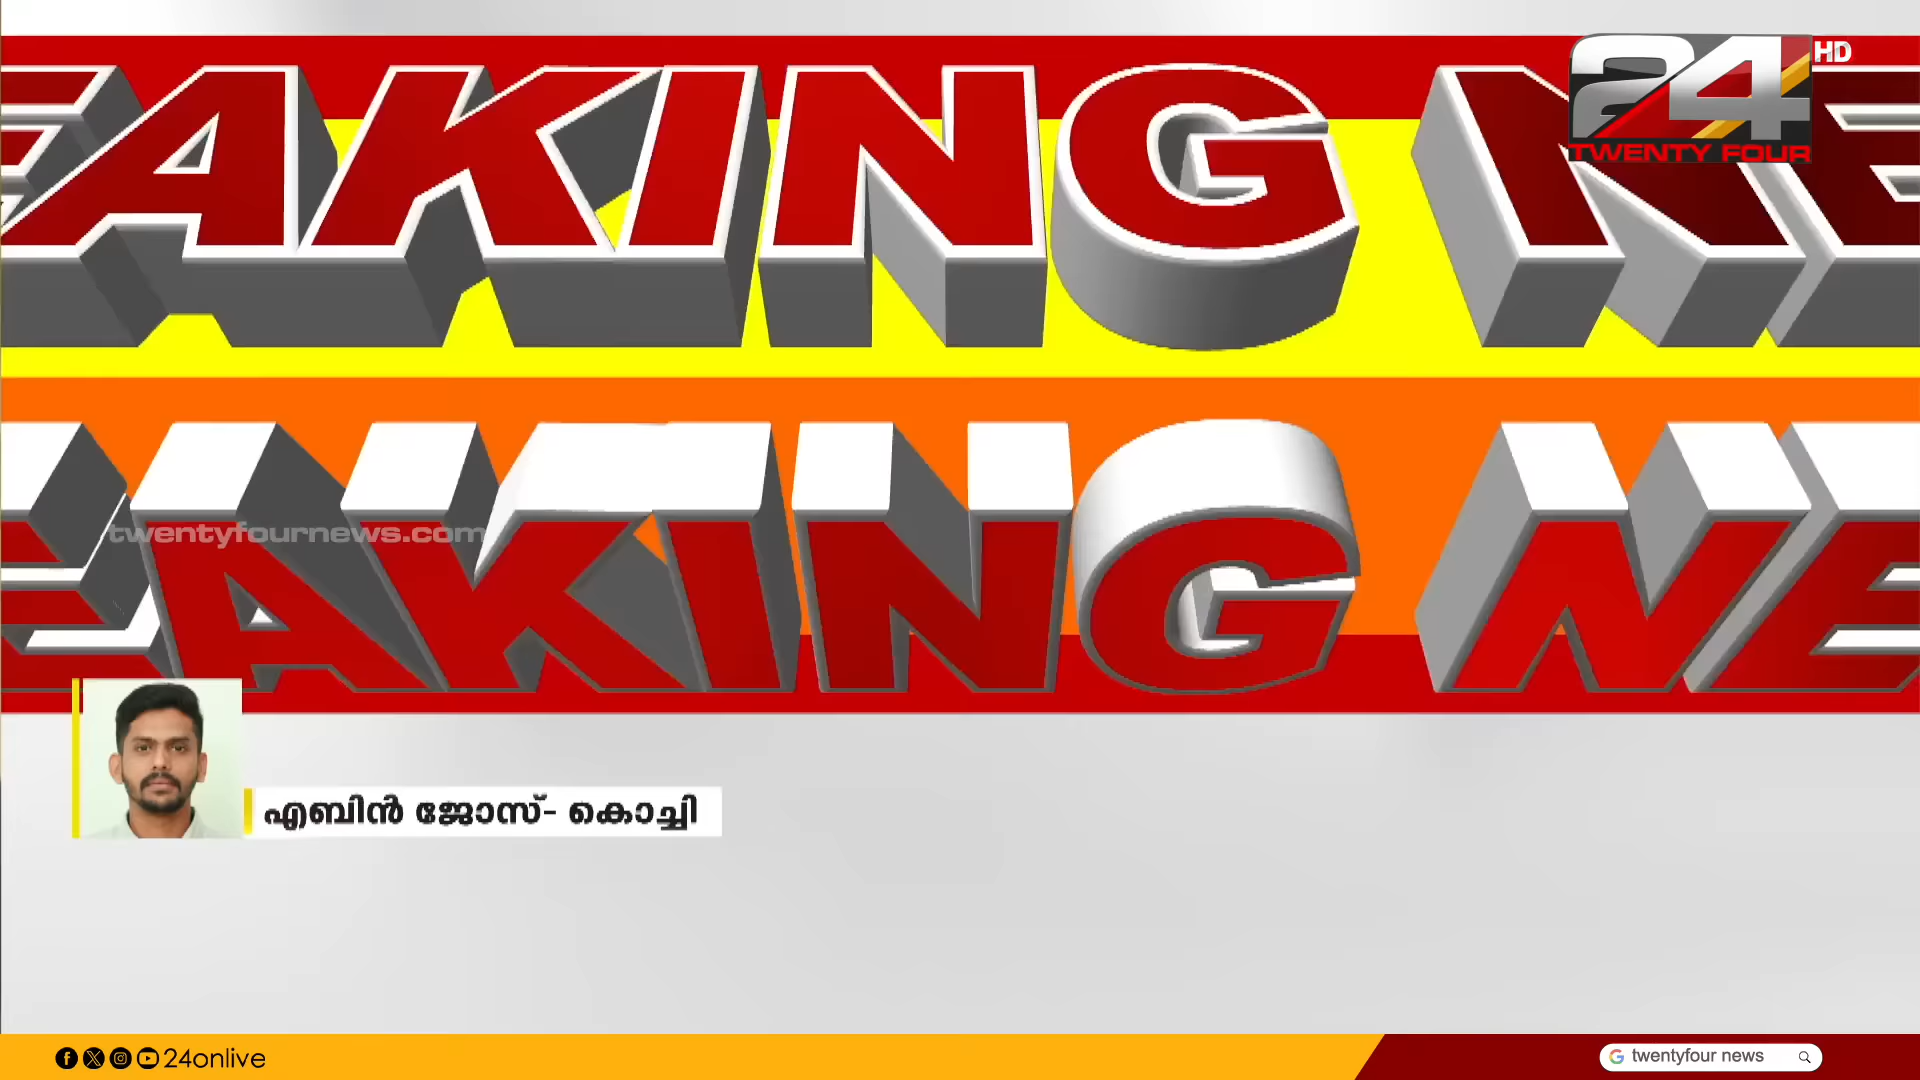 EAKING NE
24 HD
TWENTY FOUR
EAKING NE
twentyfournews.com
എബിൻ ജോസ്- കൊച്ചി
24onlive
twentyfour news